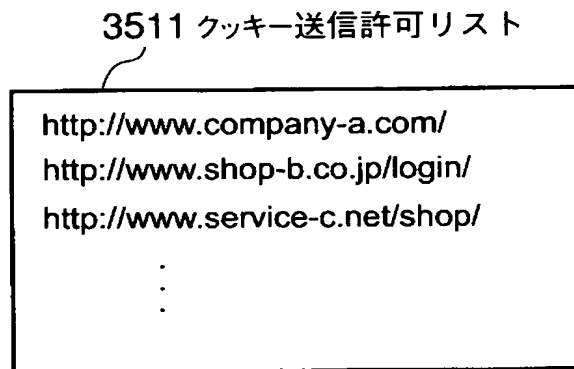 3511 クッキー送信許可リスト
http://www.company-a.com/
http://www.shop-b.co.jp/login/
http://www.service-c.net/shop/